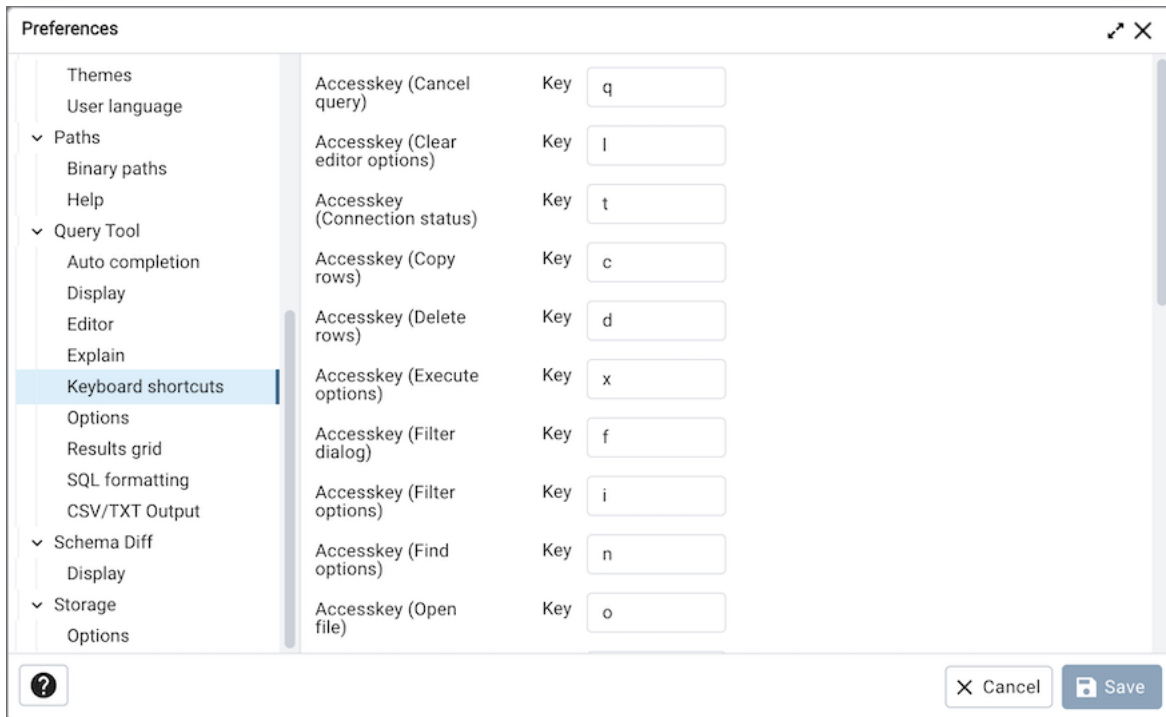 Preferences
Themes
User language
Paths
Binary paths
Help
Query Tool
Auto completion
Display
Editor
Explain
Keyboard shortcuts
Options
Results grid
SQL formatting
CSV/TXT Output
Schema Diff
Display
Storage
Options
Accesskey (Cancel
query)
Key
q
Accesskey (Clear
editor options)
Key
l
Accesskey
(Connection status)
Key
t
Accesskey (Copy
rows)
Key
c
Accesskey (Delete
rows)
Key
d
Accesskey (Execute
options)
Key
x
Accesskey (Filter
dialog)
Key
f
Accesskey (Filter
options)
Key
i
Accesskey (Find
options)
Key
n
Accesskey (Open
file)
Key
o
?
Cancel
Save